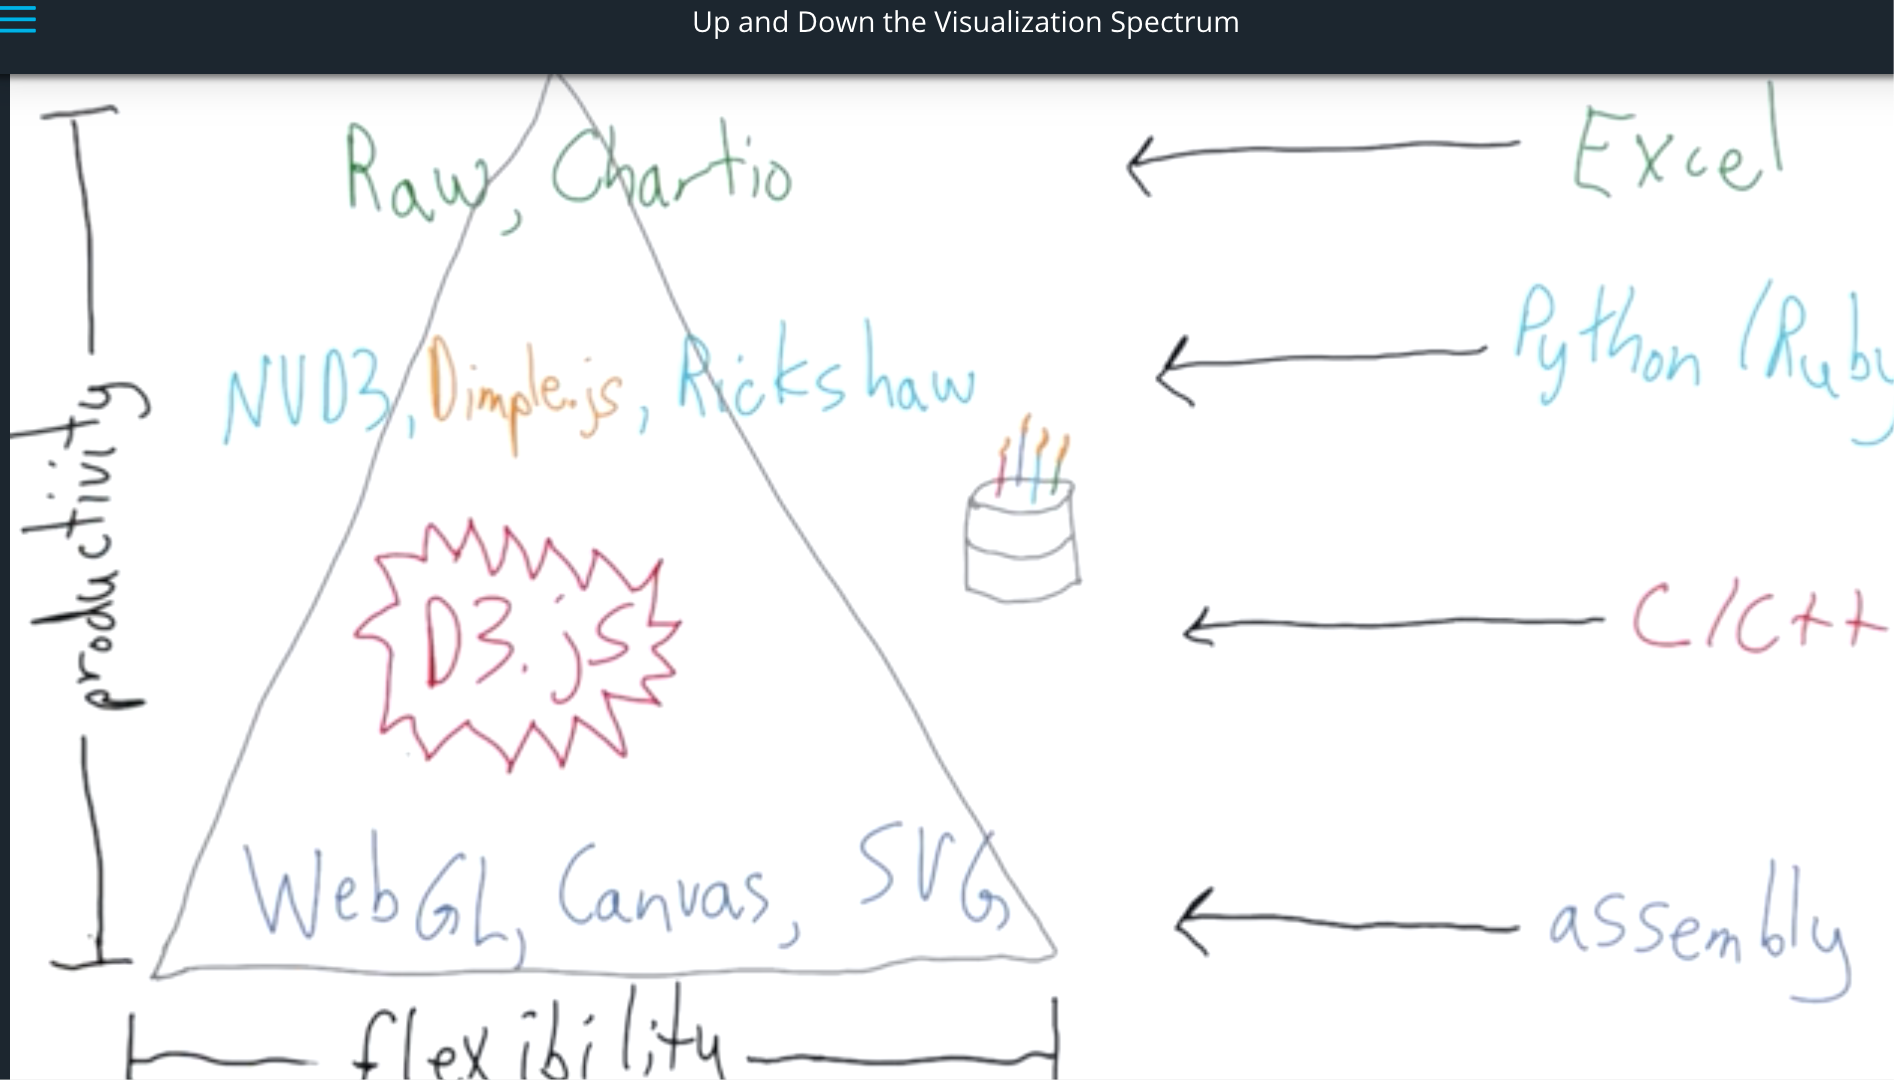 Up and Down the Visualization Spectrum
Raw, Chartio
Excel
NVD3, Dimple.js, Rickshaw
Python (Ruby
D3.js
C/C++
WebGL, Canvas, SVG
assembly
productivity
flexibility